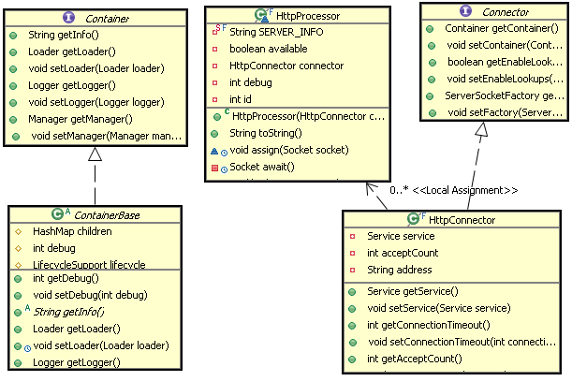 Container
String getInfo()
Loader getLoader()
void setLoader(Loader loader)
Logger getLogger()
void setLogger(Logger logger)
Manager getManager()
void setManager(Manager man...
HttpProcessor
String SERVER_INFO
boolean available
HttpConnector connector
int debug
int id
HttpProcessor(HttpConnector c...
String toString()
void assign(Socket socket)
Socket await()
Connector
Container getContainer()
void setContainer(Cont...
boolean getEnableLook...
void setEnableLookups(...
ServerSocketFactory ge...
void setFactory(Server...
0..* <<Local Assignment>>
ContainerBase
HashMap children
int debug
LifecycleSupport lifecycle
int getDebug()
void setDebug(int debug)
String getInfo()
Loader getLoader()
void setLoader(Loader loader)
Logger getLogger()
HttpConnector
Service service
int acceptCount
String address
Service getService()
void setService(Service service)
int getConnectionTimeout()
void setConnectionTimeout(int connecti...
int getAcceptCount()